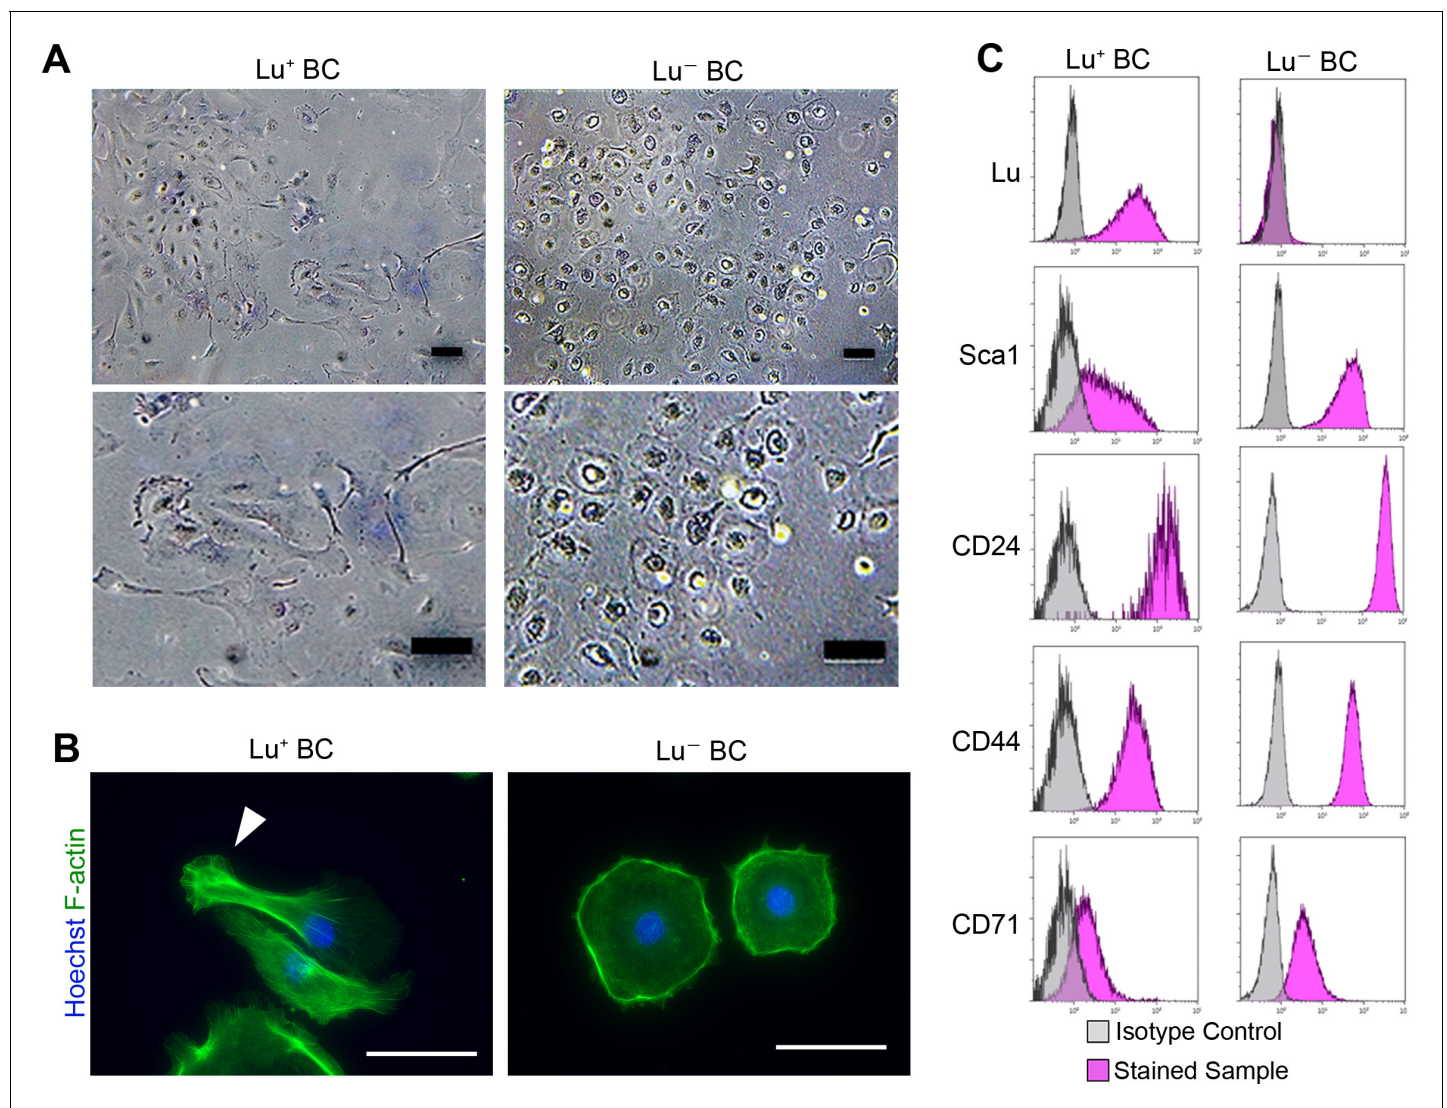 A
Lu⁺ BC
Lu⁻ BC
B
Lu⁺ BC
Lu⁻ BC
Hoechst F-actin
C
Lu⁺ BC
Lu⁻ BC
Lu
Sca1
CD24
CD44
CD71
Isotype Control
Stained Sample